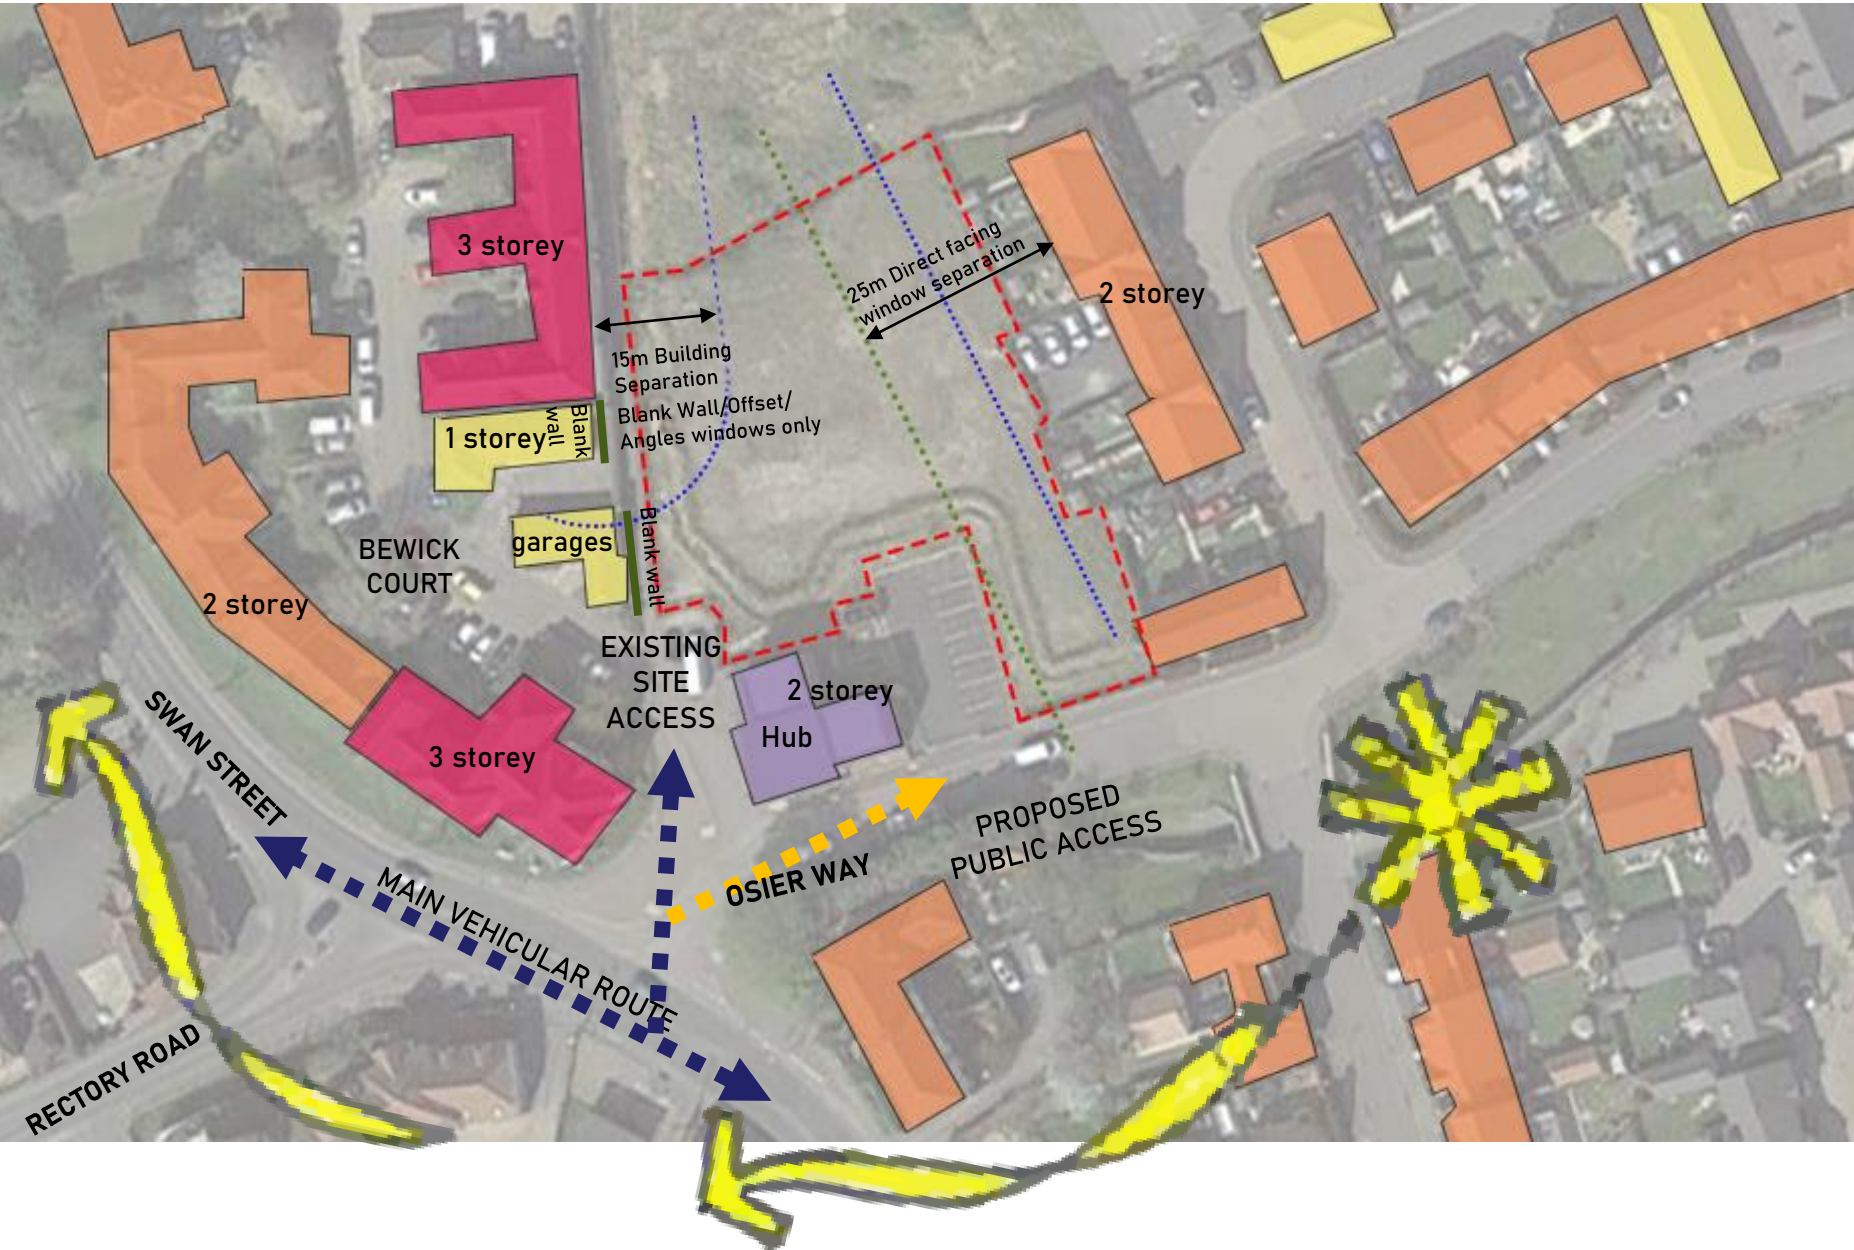 3 storey
25m Direct facing
window separation
2 storey
15m Building
Separation
Blank Wall/Offset/
Angles windows only
1 storey
Blank
wall
garages
Blank wall
BEWICK
COURT
2 storey
EXISTING
SITE
ACCESS
2 storey
Hub
SWAN STREET
3 storey
PROPOSED
PUBLIC ACCESS
OSIER WAY
MAIN VEHICULAR ROUTE
RECTORY ROAD